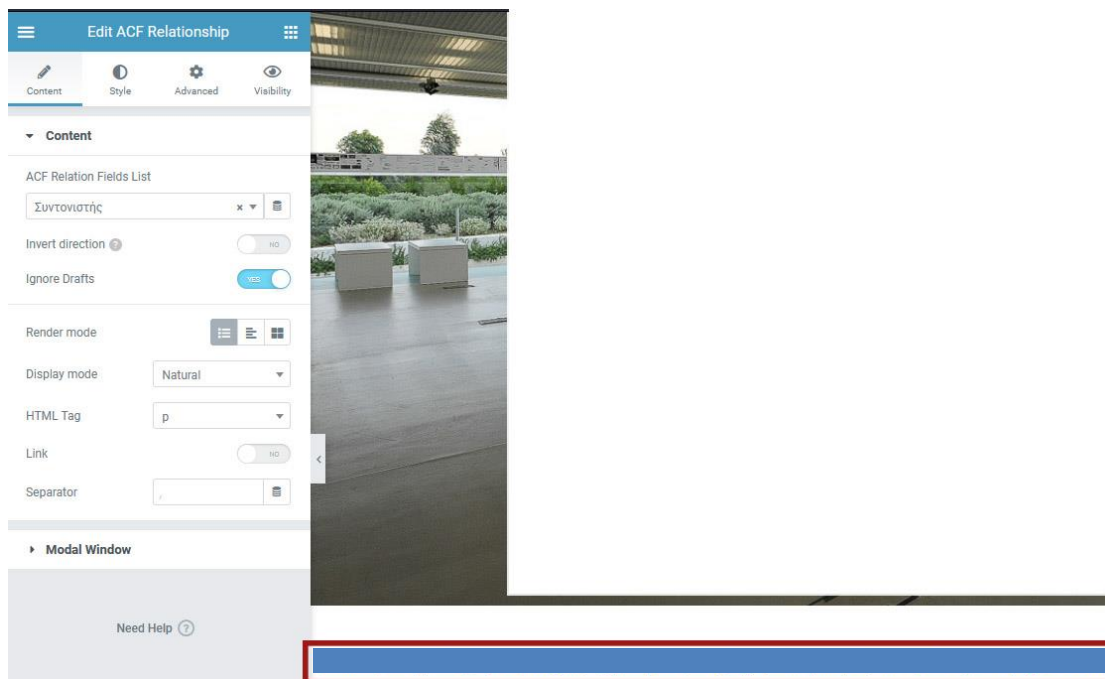 Edit ACF Relationship
Content Style Advanced Visibility
Content
ACF Relation Fields List
Συντονιστής
Invert direction NO
Ignore Drafts YES
Render mode
Display mode Natural
HTML Tag p
Link NO
Separator ,
Modal Window
Need Help ?